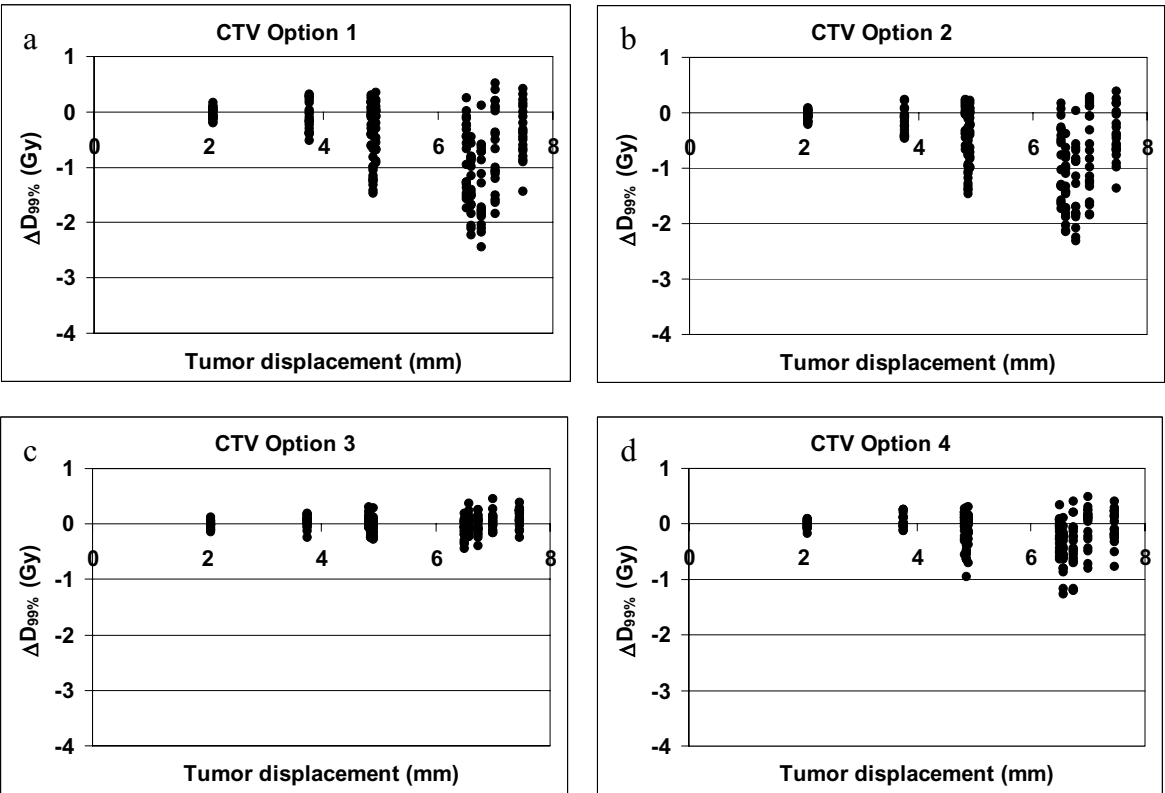 a
CTV Option 1
1
0
-1
-2
-3
-4
0
2
4
6
8
ΔD99% (Gy)
Tumor displacement (mm)
b
CTV Option 2
1
0
-1
-2
-3
-4
0
2
4
6
8
ΔD99% (Gy)
Tumor displacement (mm)
c
CTV Option 3
1
0
-1
-2
-3
-4
0
2
4
6
8
ΔD99% (Gy)
Tumor displacement (mm)
d
CTV Option 4
1
0
-1
-2
-3
-4
0
2
4
6
8
ΔD99% (Gy)
Tumor displacement (mm)